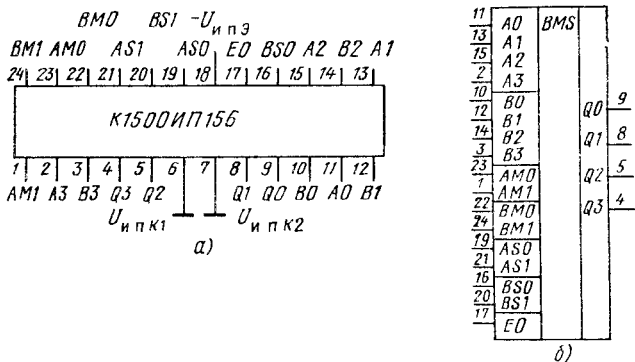 BM0 BS1 -Uипэ
BM1 AM0 AS1 AS0 E0 BS0 A2 B2 A1
24 23 22 21 20 19 18 17 16 15 14 13
К1500ИП156
1 2 3 4 5 6 7 8 9 10 11 12
AM1 A3 B3 Q3 Q2 Q1 Q0 B0 A0 B1
Uипк1 Uипк2
а)
11 A0 BMS
13 A1
15 A2
2 A3
10 B0 Q0 9
12 B1
14 B2 Q1 8
3 B3
23 AM0 Q2 5
1 AM1
22 BM0 Q3 4
24 BM1
19 AS0
21 AS1
16 BS0
20 BS1
17 E0
б)